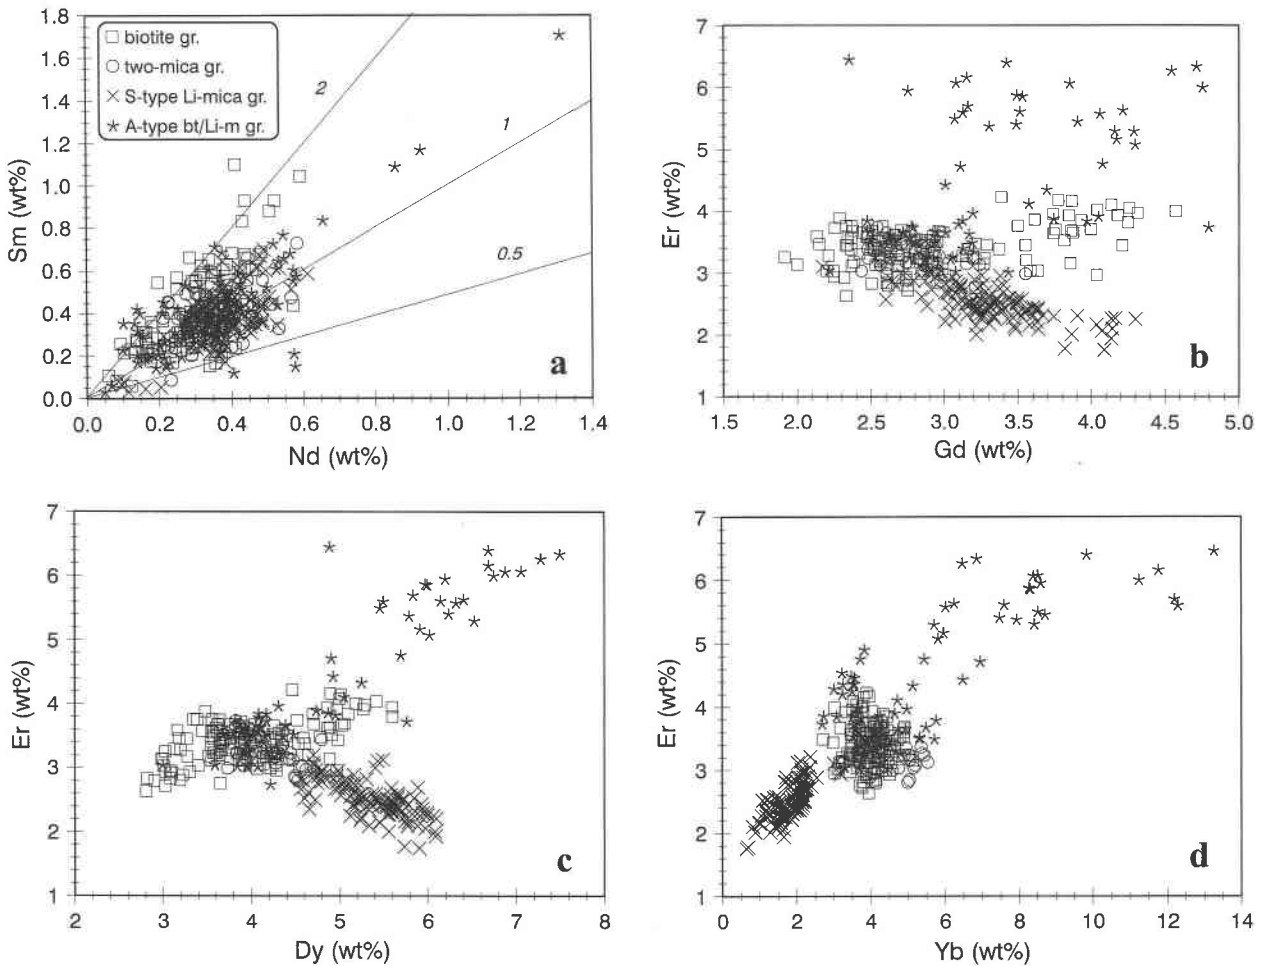 1.8
1.6
1.4
1.2
1.0
0.8
0.6
0.4
0.2
0.0
Sm (wt%)
biotite gr.
two-mica gr.
S-type Li-mica gr.
A-type bt/Li-m gr.
2
1
0.5
a
0.0 0.2 0.4 0.6 0.8 1.0 1.2 1.4
Nd (wt%)
7
6
5
4
3
2
1
Er (wt%)
b
1.5 2.0 2.5 3.0 3.5 4.0 4.5 5.0
Gd (wt%)
7
6
5
4
3
2
1
Er (wt%)
c
2 3 4 5 6 7 8
Dy (wt%)
7
6
5
4
3
2
1
Er (wt%)
d
0 2 4 6 8 10 12 14
Yb (wt%)